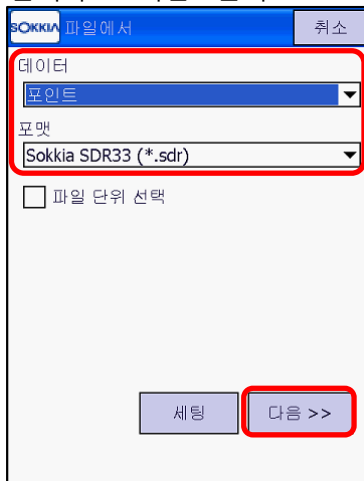 SOKKIA 파일에서 취소
데이터
포인트
포맷
Sokkia SDR33 (*.sdr)
파일 단위 선택
세팅 다음 >>